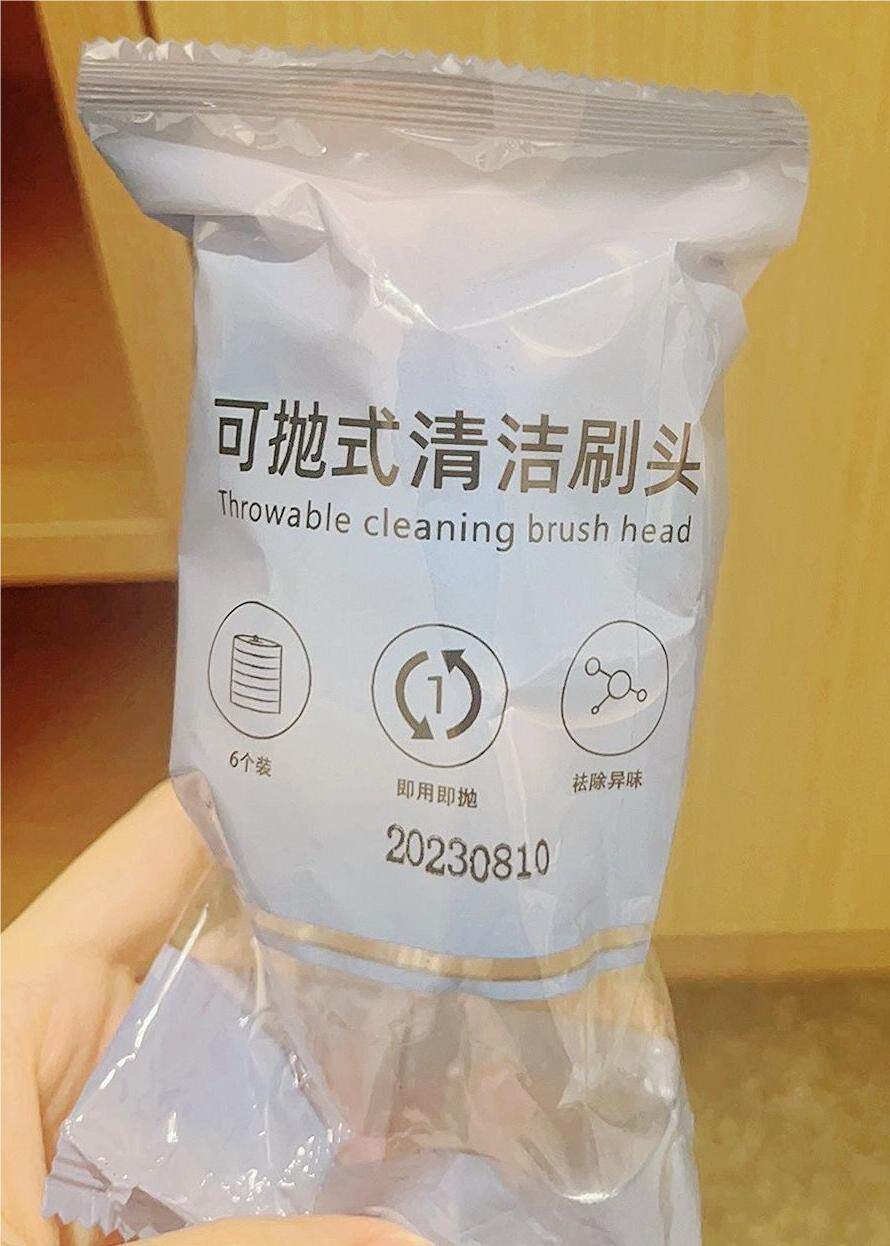 可抛式清洁刷头
Throwable cleaning brush head
1
6个装
即用即抛
祛除异味
20230810